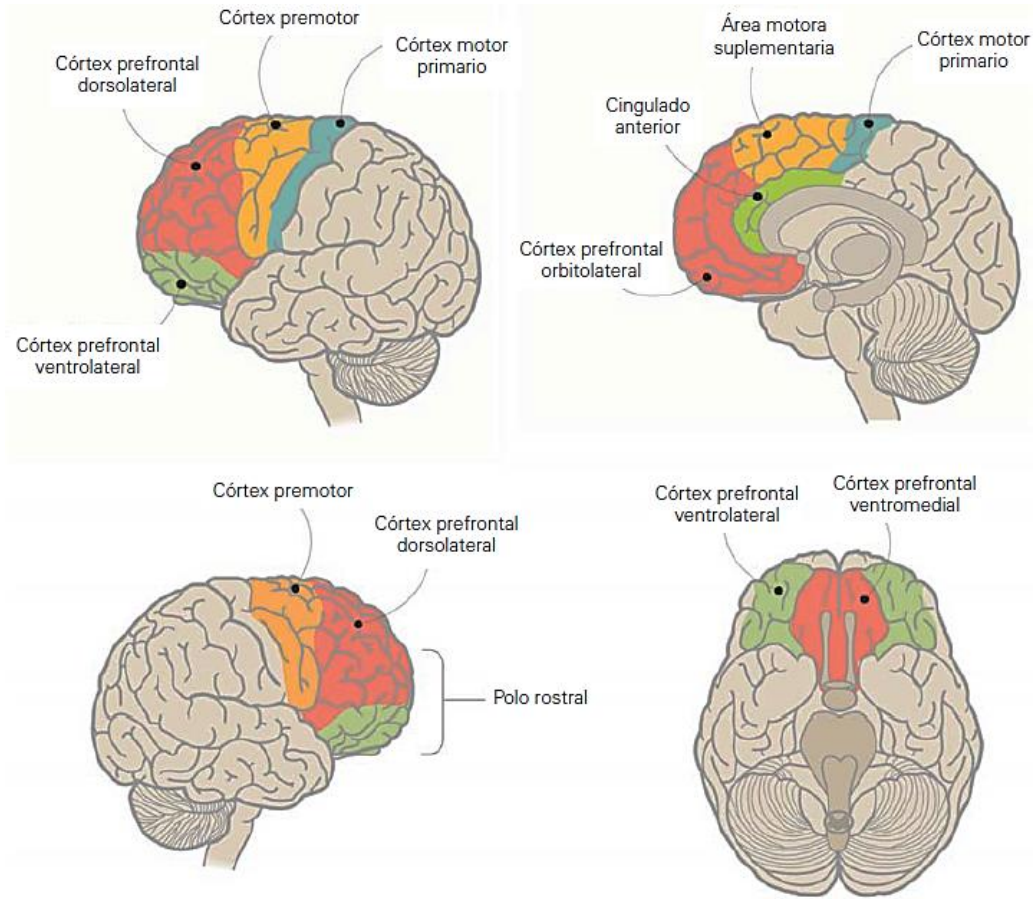 Córtex premotor
Córtex prefrontal
dorsolateral
Córtex motor
primario
Córtex prefrontal
ventrolateral
Área motora
suplementaria
Córtex motor
primario
Cingulado
anterior
Córtex prefrontal
orbitolateral
Córtex premotor
Córtex prefrontal
dorsolateral
Polo rostral
Córtex prefrontal
ventrolateral
Córtex prefrontal
ventromedial